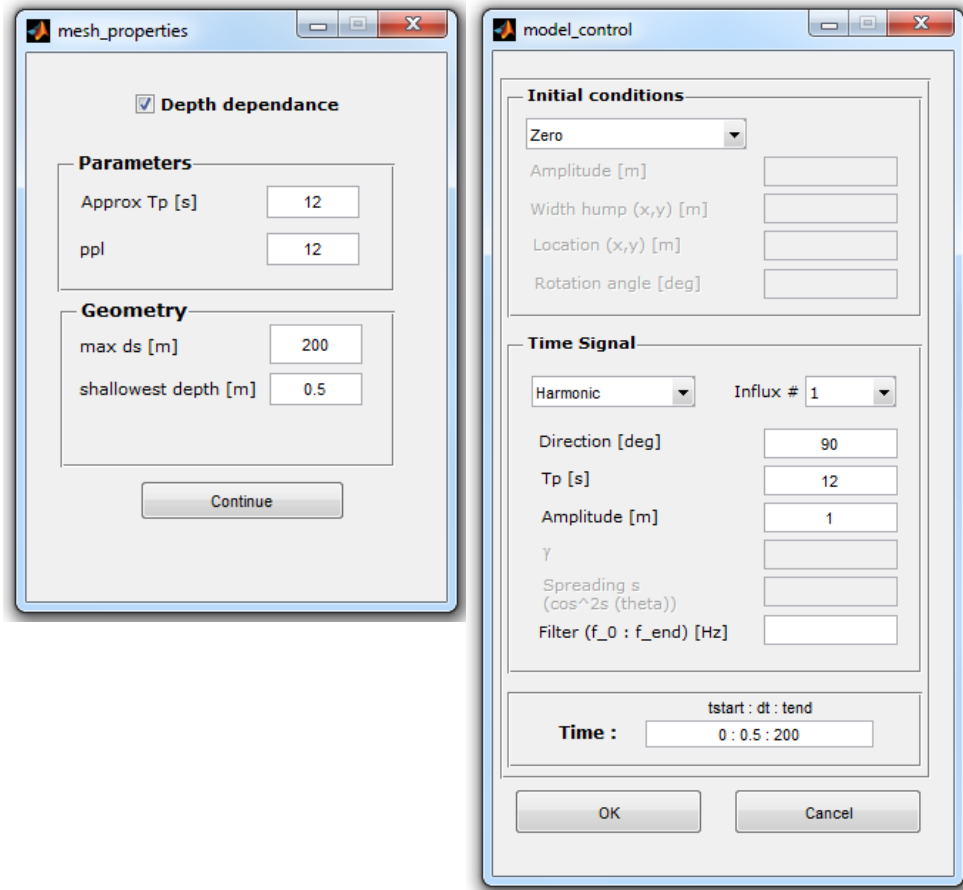 mesh_properties
Depth dependance
Parameters
Approx Tp [s] 12
ppl 12
Geometry
max ds [m] 200
shallowest depth [m] 0.5
Continue
model_control
Initial conditions
Zero
Amplitude [m]
Width hump (x,y) [m]
Location (x,y) [m]
Rotation angle [deg]
Time Signal
Harmonic Influx # 1
Direction [deg] 90
Tp [s] 12
Amplitude [m] 1
γ
Spreading s
(cos^2s (theta))
Filter (f_0 : f_end) [Hz]
tstart : dt : tend
Time : 0 : 0.5 : 200
OK Cancel